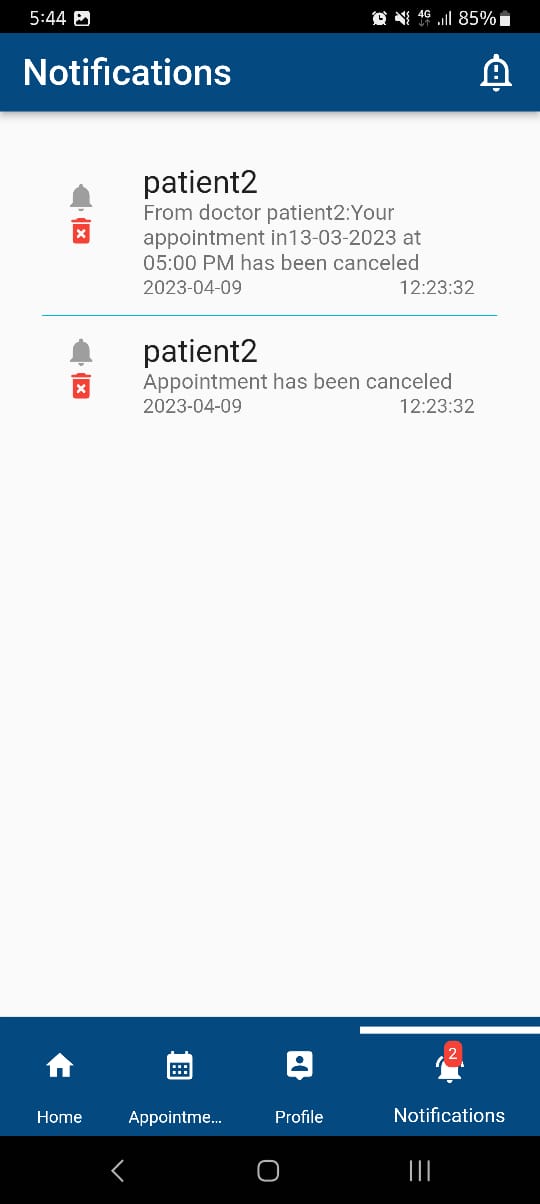 5:44
4G
85%
Notifications
patient2
From doctor patient2:Your
appointment in13-03-2023 at
05:00 PM has been canceled
2023-04-09 12:23:32
patient2
Appointment has been canceled
2023-04-09 12:23:32
2
Home Appointme... Profile Notifications